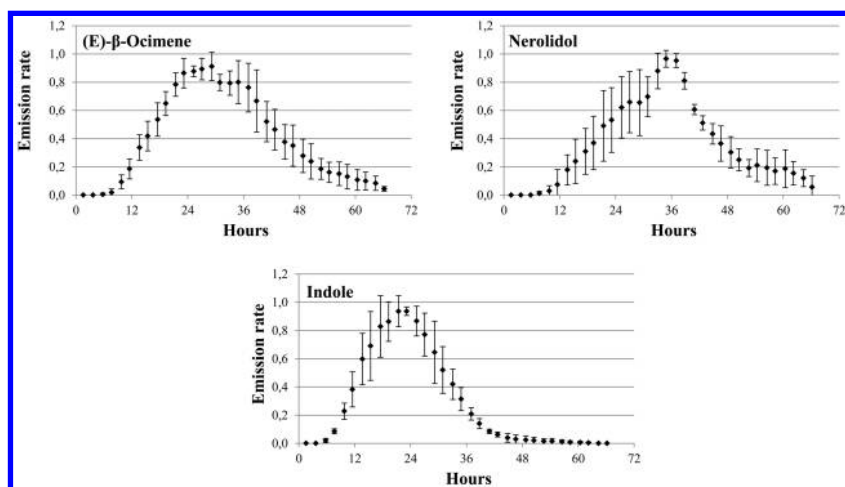 (E)-β-Ocimene
Emission rate
1,2
1,0
0,8
0,6
0,4
0,2
0,0
0 12 24 36 48 60 72
Hours
Nerolidol
Emission rate
1,2
1,0
0,8
0,6
0,4
0,2
0,0
0 12 24 36 48 60 72
Hours
Indole
Emission rate
1,2
1,0
0,8
0,6
0,4
0,2
0,0
0 12 24 36 48 60 72
Hours